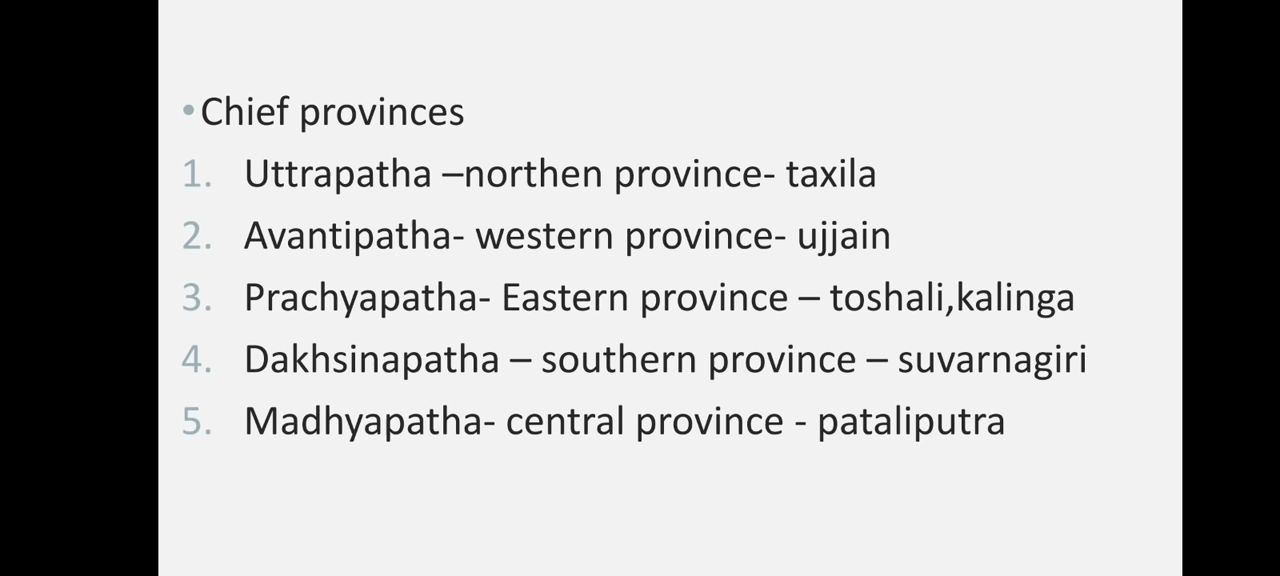 •Chief provinces
1. Uttrapatha –northen province- taxila
2. Avantipatha- western province- ujjain
3. Prachyapatha- Eastern province – toshali,kalinga
4. Dakhsinapatha – southern province – suvarnagiri
5. Madhyapatha- central province - pataliputra